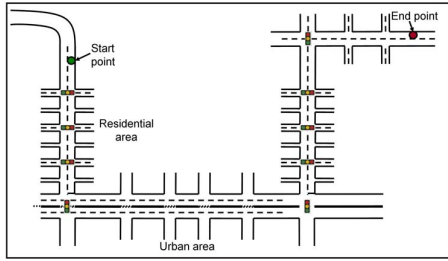 End point
Start
point
Residential
area
Urban area